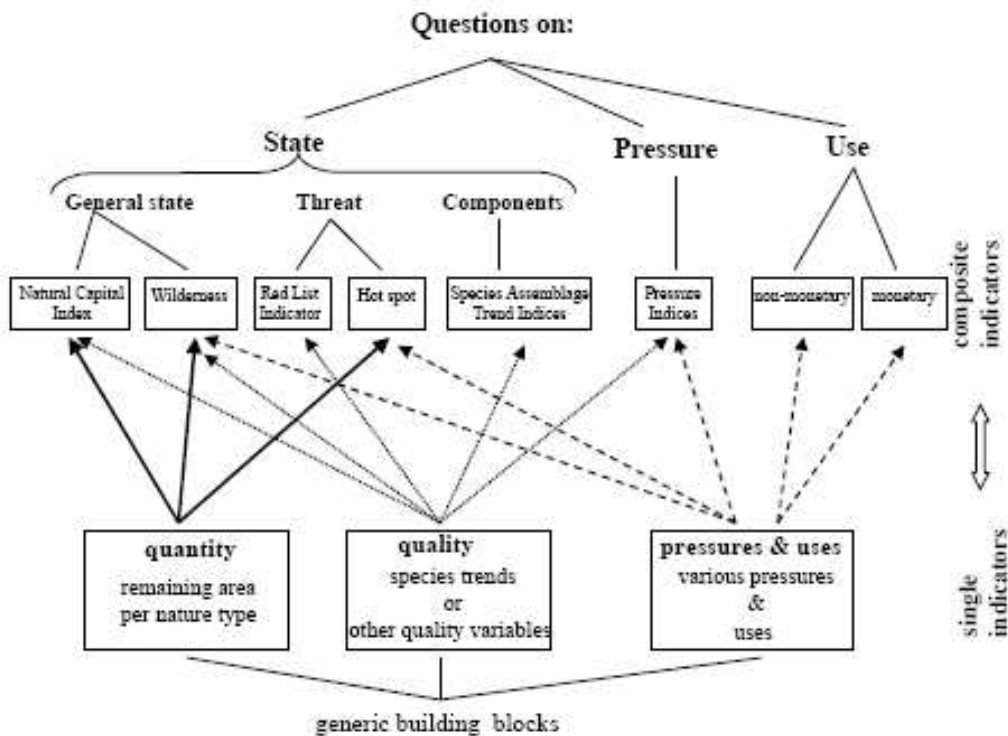 Questions on:
State
Pressure
Use
General state
Threat
Components
Natural Capital
Index
Wilderness
Red List
Indicator
Hot spot
Species Assemblage
Trend Indices
Pressure
Indices
non-monetary
monetary
composite
indicators
quantity
remaining area
per nature type
quality
species trends
or
other quality variables
pressures & uses
various pressures
&
uses
single
indicators
generic building blocks